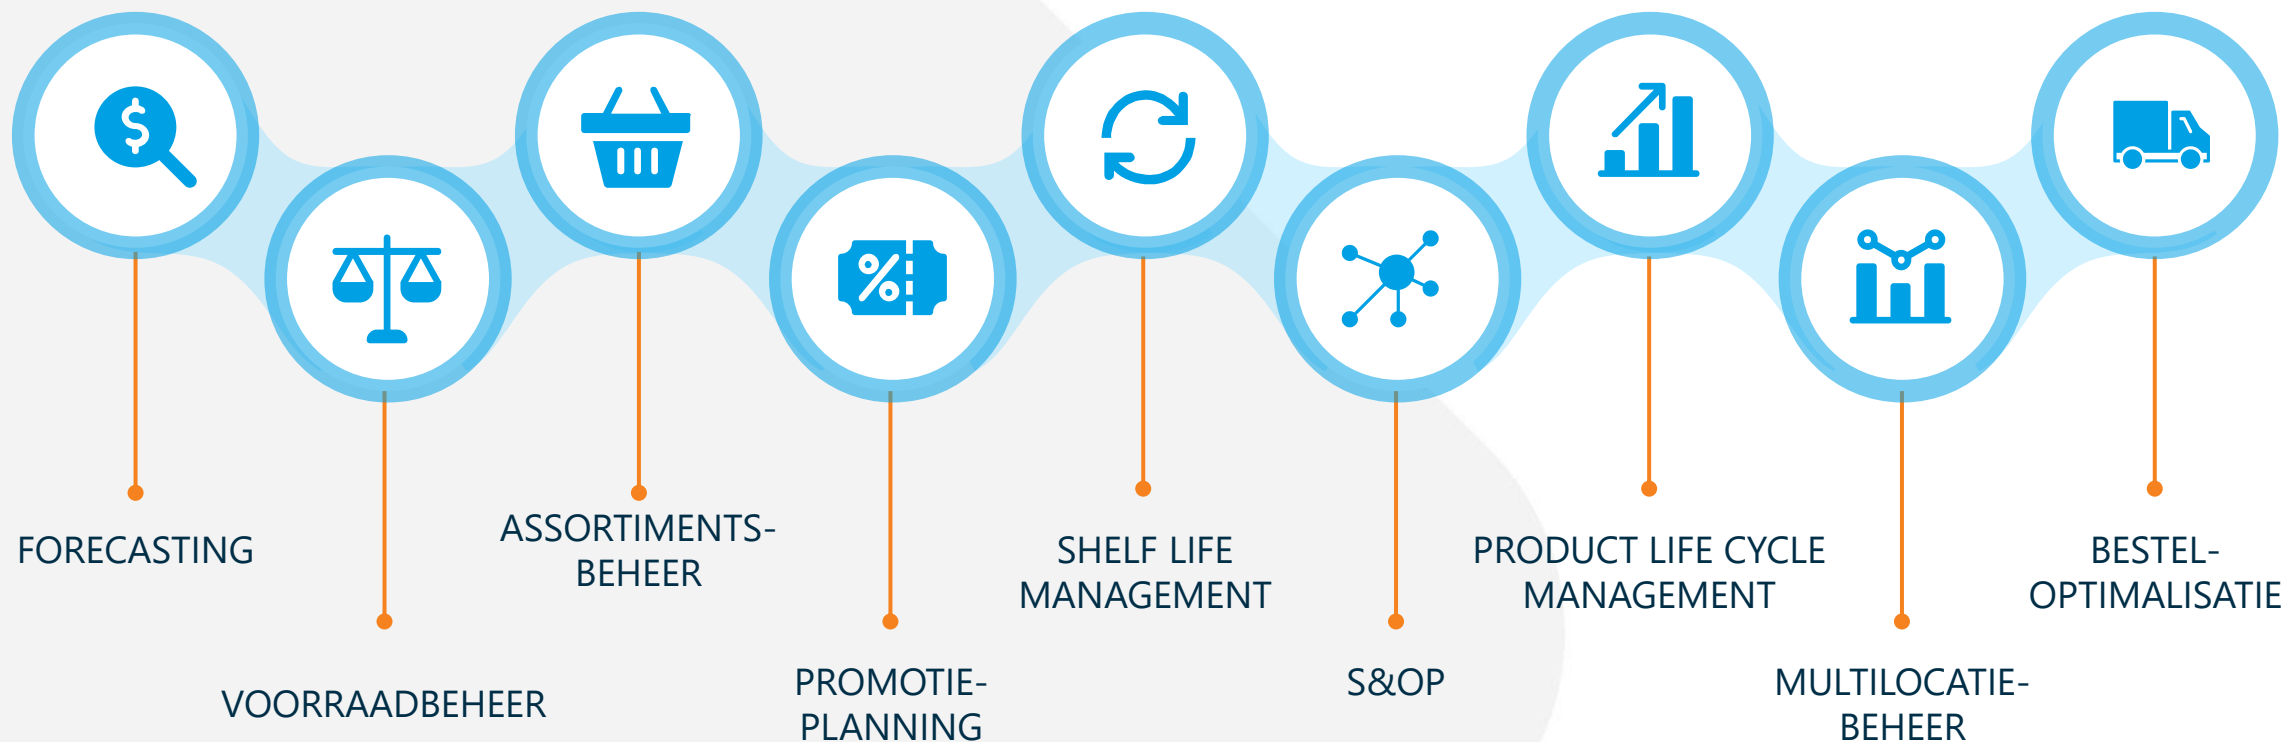 FORECASTING
VOORRAADBEHEER
ASSORTIMENTS-
BEHEER
PROMOTIE-
PLANNING
SHELF LIFE
MANAGEMENT
S&OP
PRODUCT LIFE CYCLE
MANAGEMENT
MULTILOCATIE-
BEHEER
BESTEL-
OPTIMALISATIE